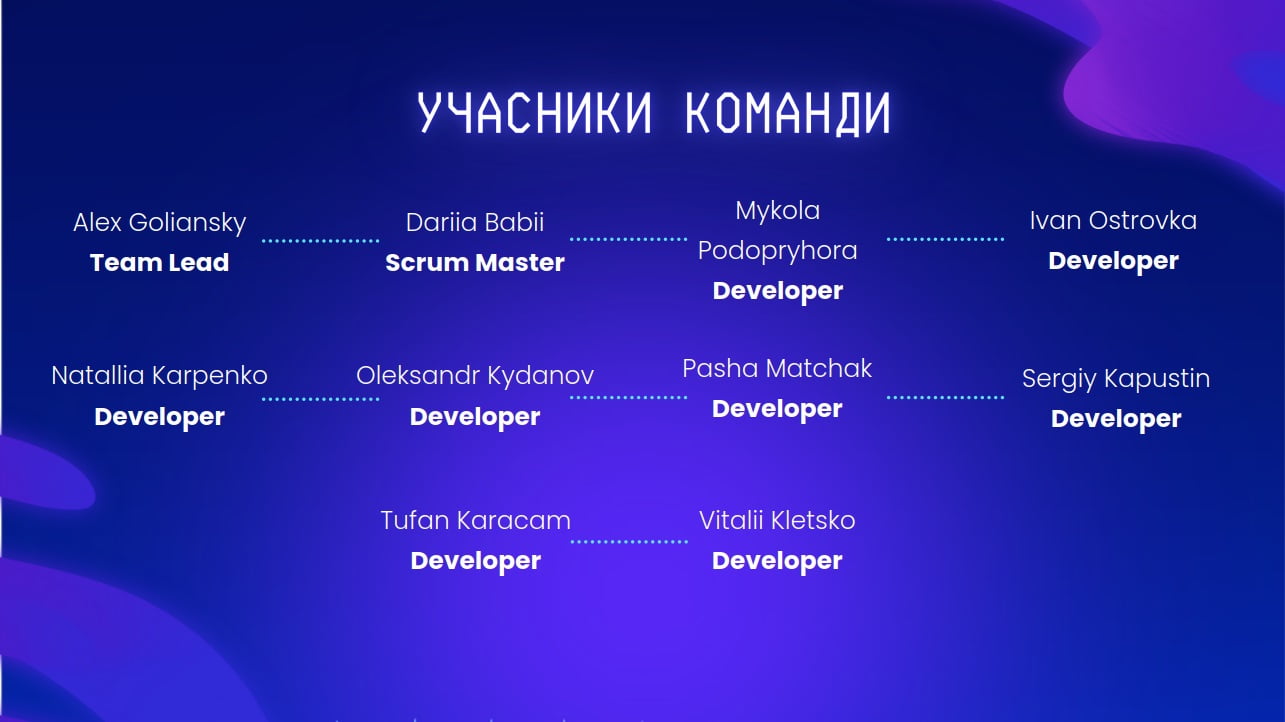 УЧАСНИКИ КОМАНДИ
Alex Goliansky
Team Lead
Dariia Babii
Scrum Master
Mykola
Podopryhora
Developer
Ivan Ostrovka
Developer
Natallia Karpenko
Developer
Oleksandr Kydanov
Developer
Pasha Matchak
Developer
Sergiy Kapustin
Developer
Tufan Karacam
Developer
Vitalii Kletsko
Developer